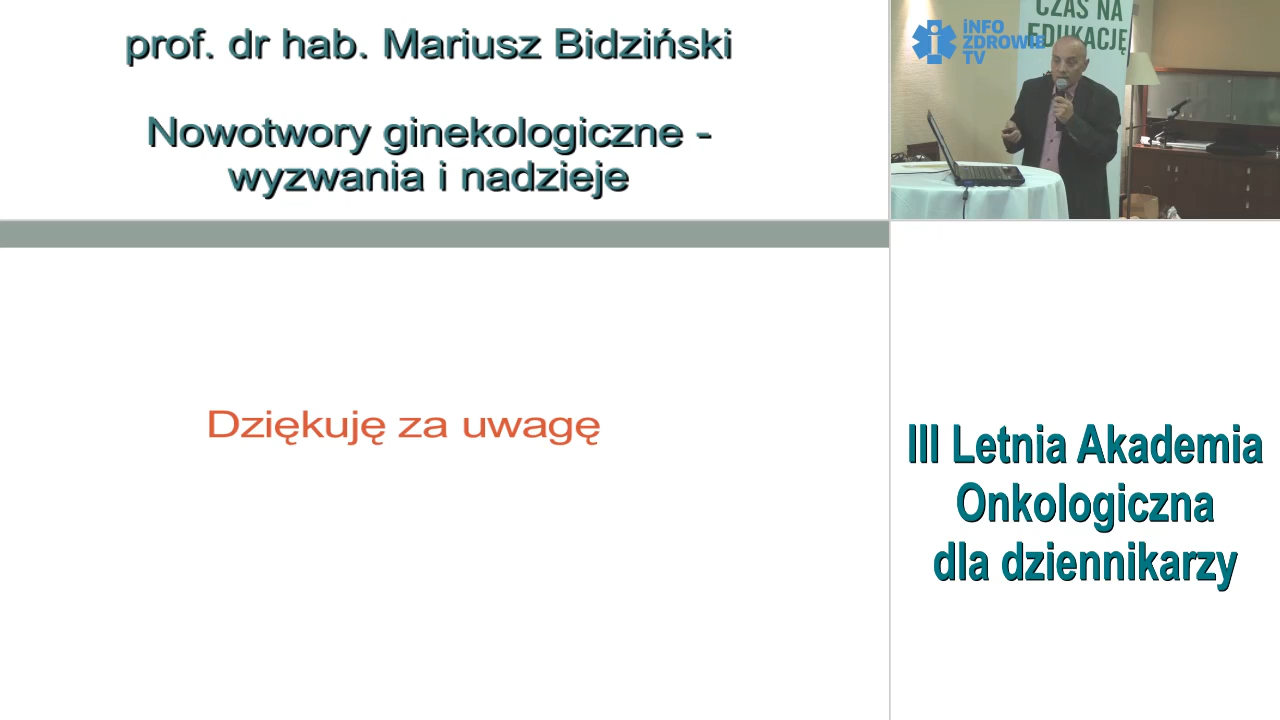 prof. dr hab. Mariusz Bidziński
Nowotwory ginekologiczne -
wyzwania i nadzieje
CZAS NA
EDUKACJĘ
iNFO
ZDROWIE
TV
Dziękuję za uwagę
III Letnia Akademia
Onkologiczna
dla dziennikarzy